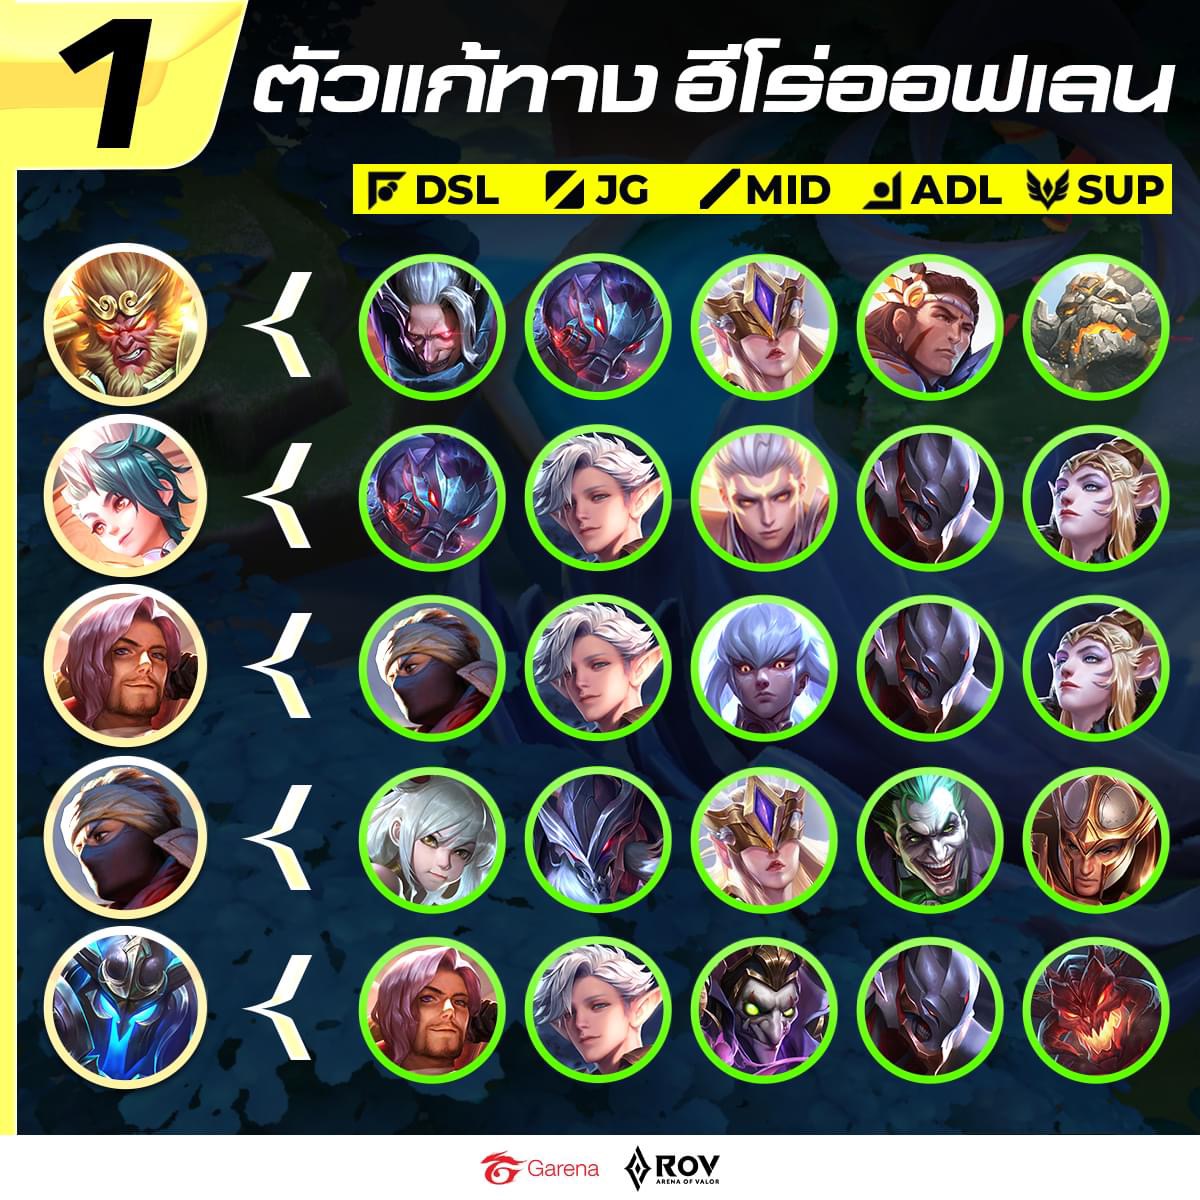 1
ตัวแก้ทาง ฮีโร่ออฟเลน
DSL JG MID ADL SUP
Garena ROV
ARENA OF VALOR